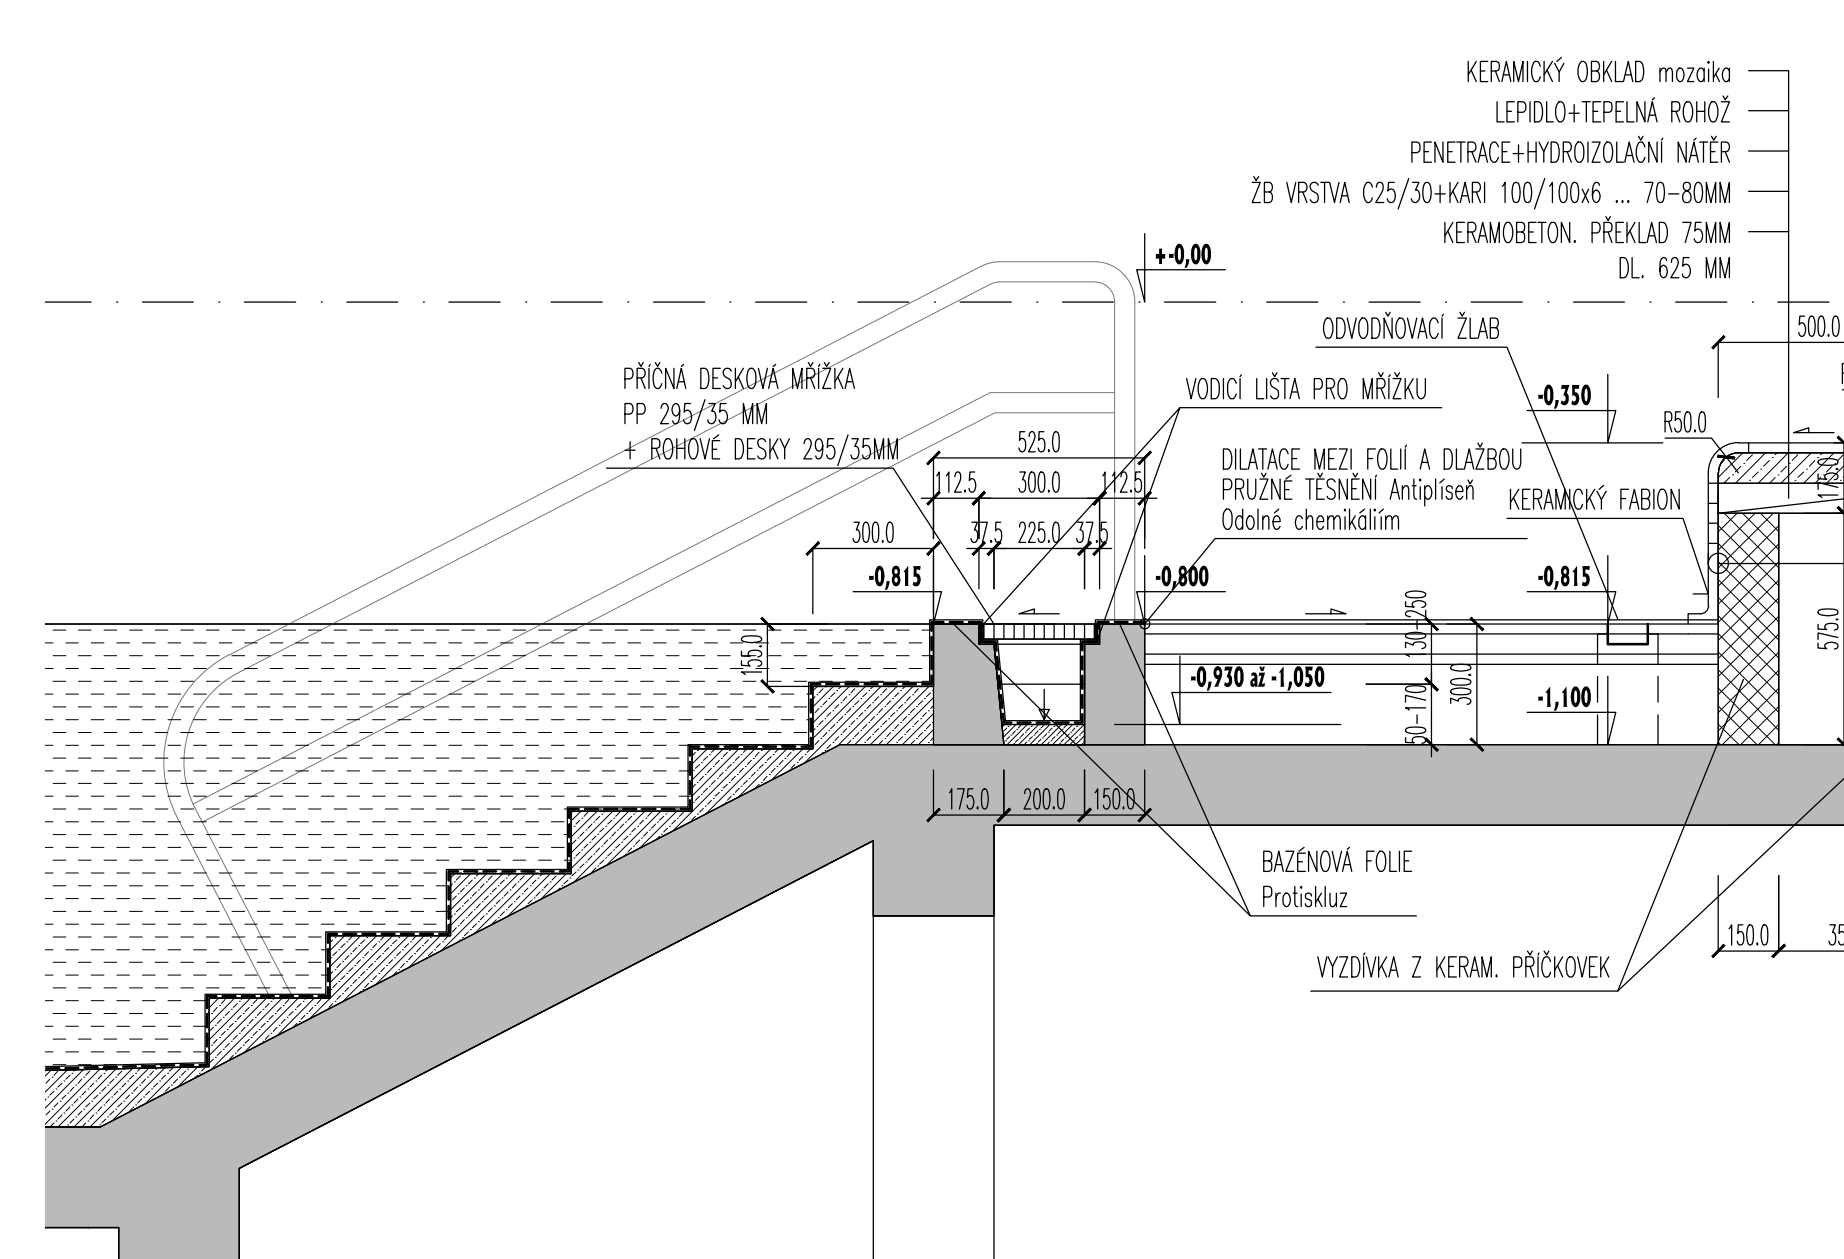 KERAMICKÝ OBKLAD mozaika
LEPIDLO+TEPELNÁ ROHOŽ
PENETRACE+HYDROIZOLAČNÍ NÁTĚR
ŽB VRSTVA C25/30+KARI 100/100x6 ... 70-80MM
KERAMOBETON. PŘEKLAD 75MM
DL. 625 MM
+-0,00
ODVODŇOVACÍ ŽLAB
500.0
PŘÍČNÁ DESKOVÁ MŘÍŽKA
PP 295/35 MM
+ ROHOVÉ DESKY 295/35MM
VODICÍ LIŠTA PRO MŘÍŽKU
-0,350
R50.0
525.0
112.5
300.0
112.5
DILATACE MEZI FOLIÍ A DLAŽBOU
PRUŽNÉ TĚSNĚNÍ Antiplíseň
Odolné chemikáliím
KERAMICKÝ FABION
175.0
300.0
37.5
225.0
37.5
-0,815
-0,800
-0,815
130-250
155.0
575.0
-0,930 až -1,050
300.0
50-170
-1,100
175.0
200.0
150.0
BAZÉNOVÁ FOLIE
Protiskluz
150.0
VYZDÍVKA Z KERAM. PŘÍČKOVEK